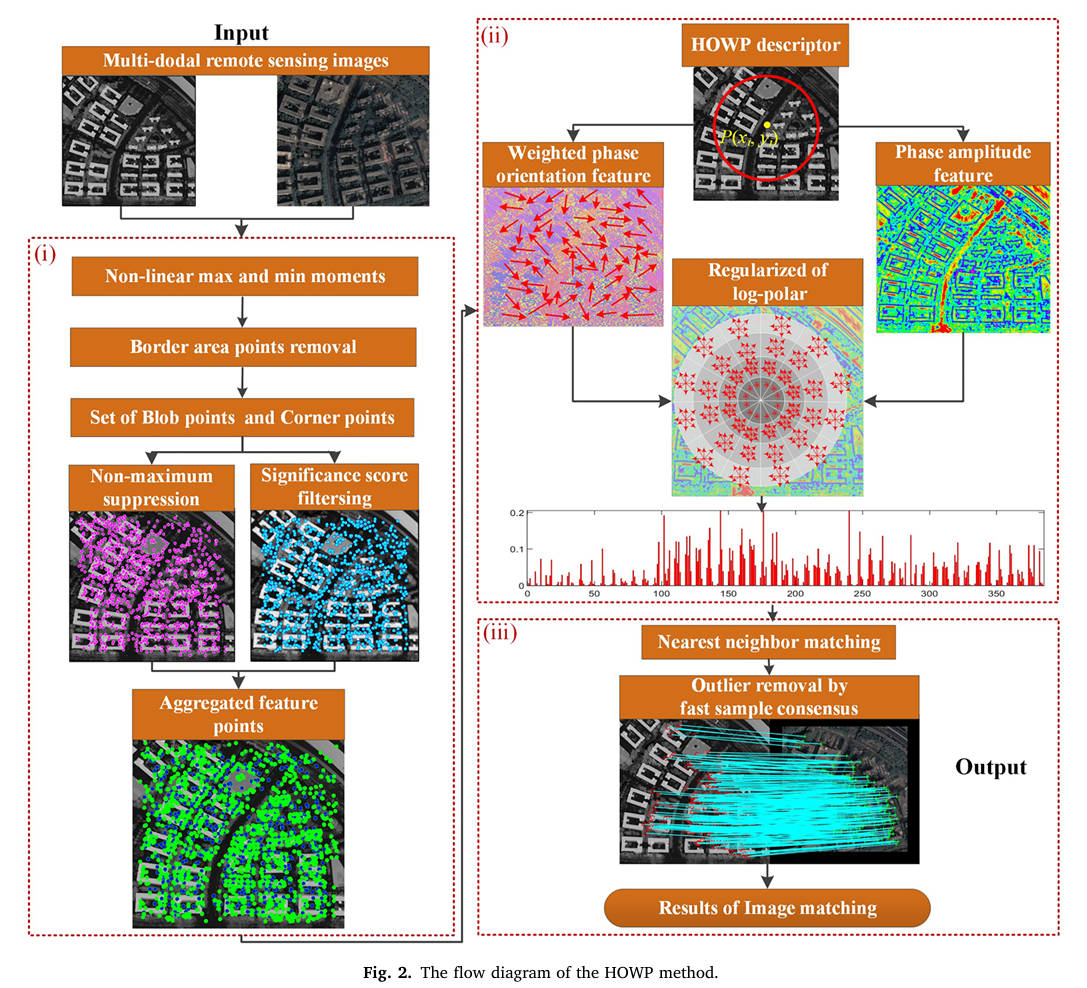 Input
Multi-dodal remote sensing images
(i)
Non-linear max and min moments
Border area points removal
Set of Blob points and Corner points
Non-maximum
suppression
Significance score
filtersing
Aggregated feature
points
(ii)
HOWP descriptor
P(xi, yi)
Weighted phase
orientation feature
Phase amplitude
feature
Regularized of
log-polar
0.2
0.1
0
0 50 100 150 200 250 300 350
(iii)
Nearest neighbor matching
Outlier removal by
fast sample consensus
Output
Results of Image matching
Fig. 2. The flow diagram of the HOWP method.